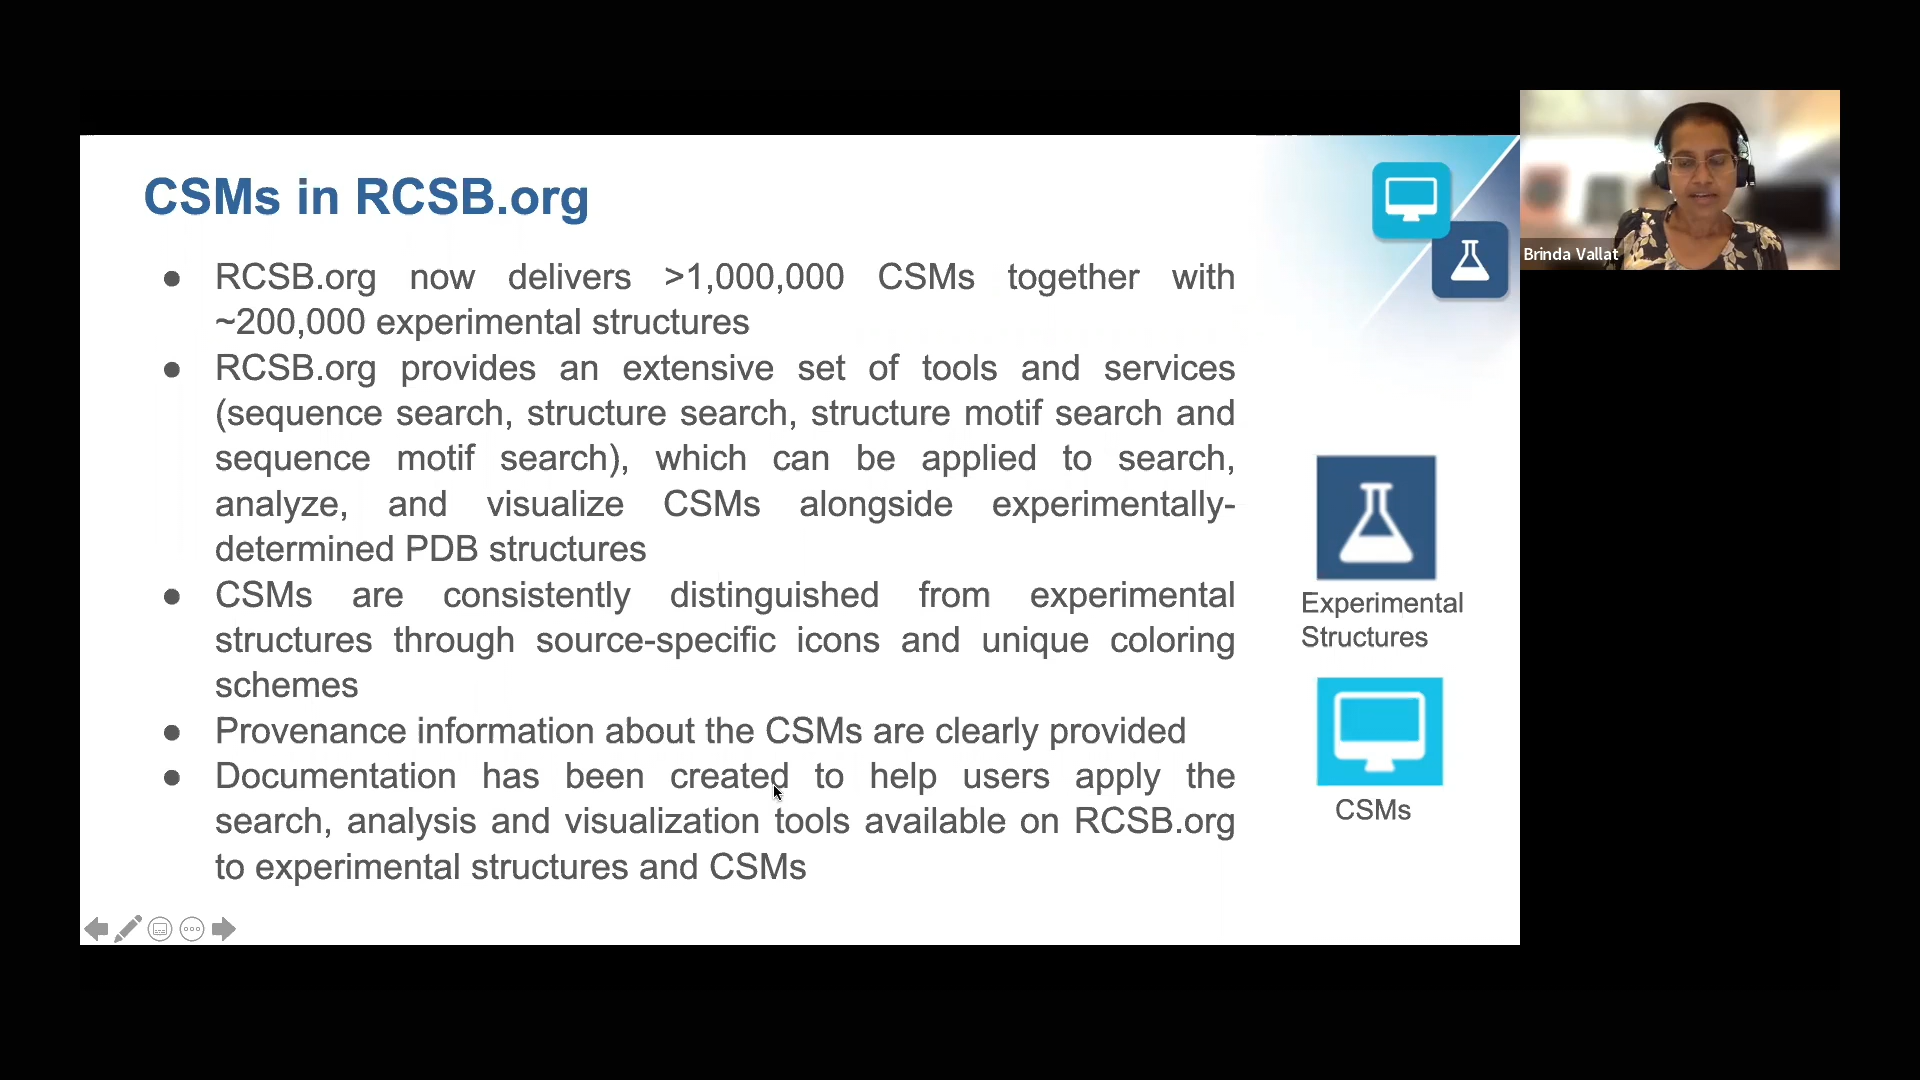 CSMs in RCSB.org
● RCSB.org now delivers >1,000,000 CSMs together with
~200,000 experimental structures
● RCSB.org provides an extensive set of tools and services
(sequence search, structure search, structure motif search and
sequence motif search), which can be applied to search,
analyze, and visualize CSMs alongside experimentally-
determined PDB structures
● CSMs are consistently distinguished from experimental
structures through source-specific icons and unique coloring
schemes
● Provenance information about the CSMs are clearly provided
● Documentation has been created to help users apply the
search, analysis and visualization tools available on RCSB.org
to experimental structures and CSMs
Experimental
Structures
CSMs
Brinda Vallat